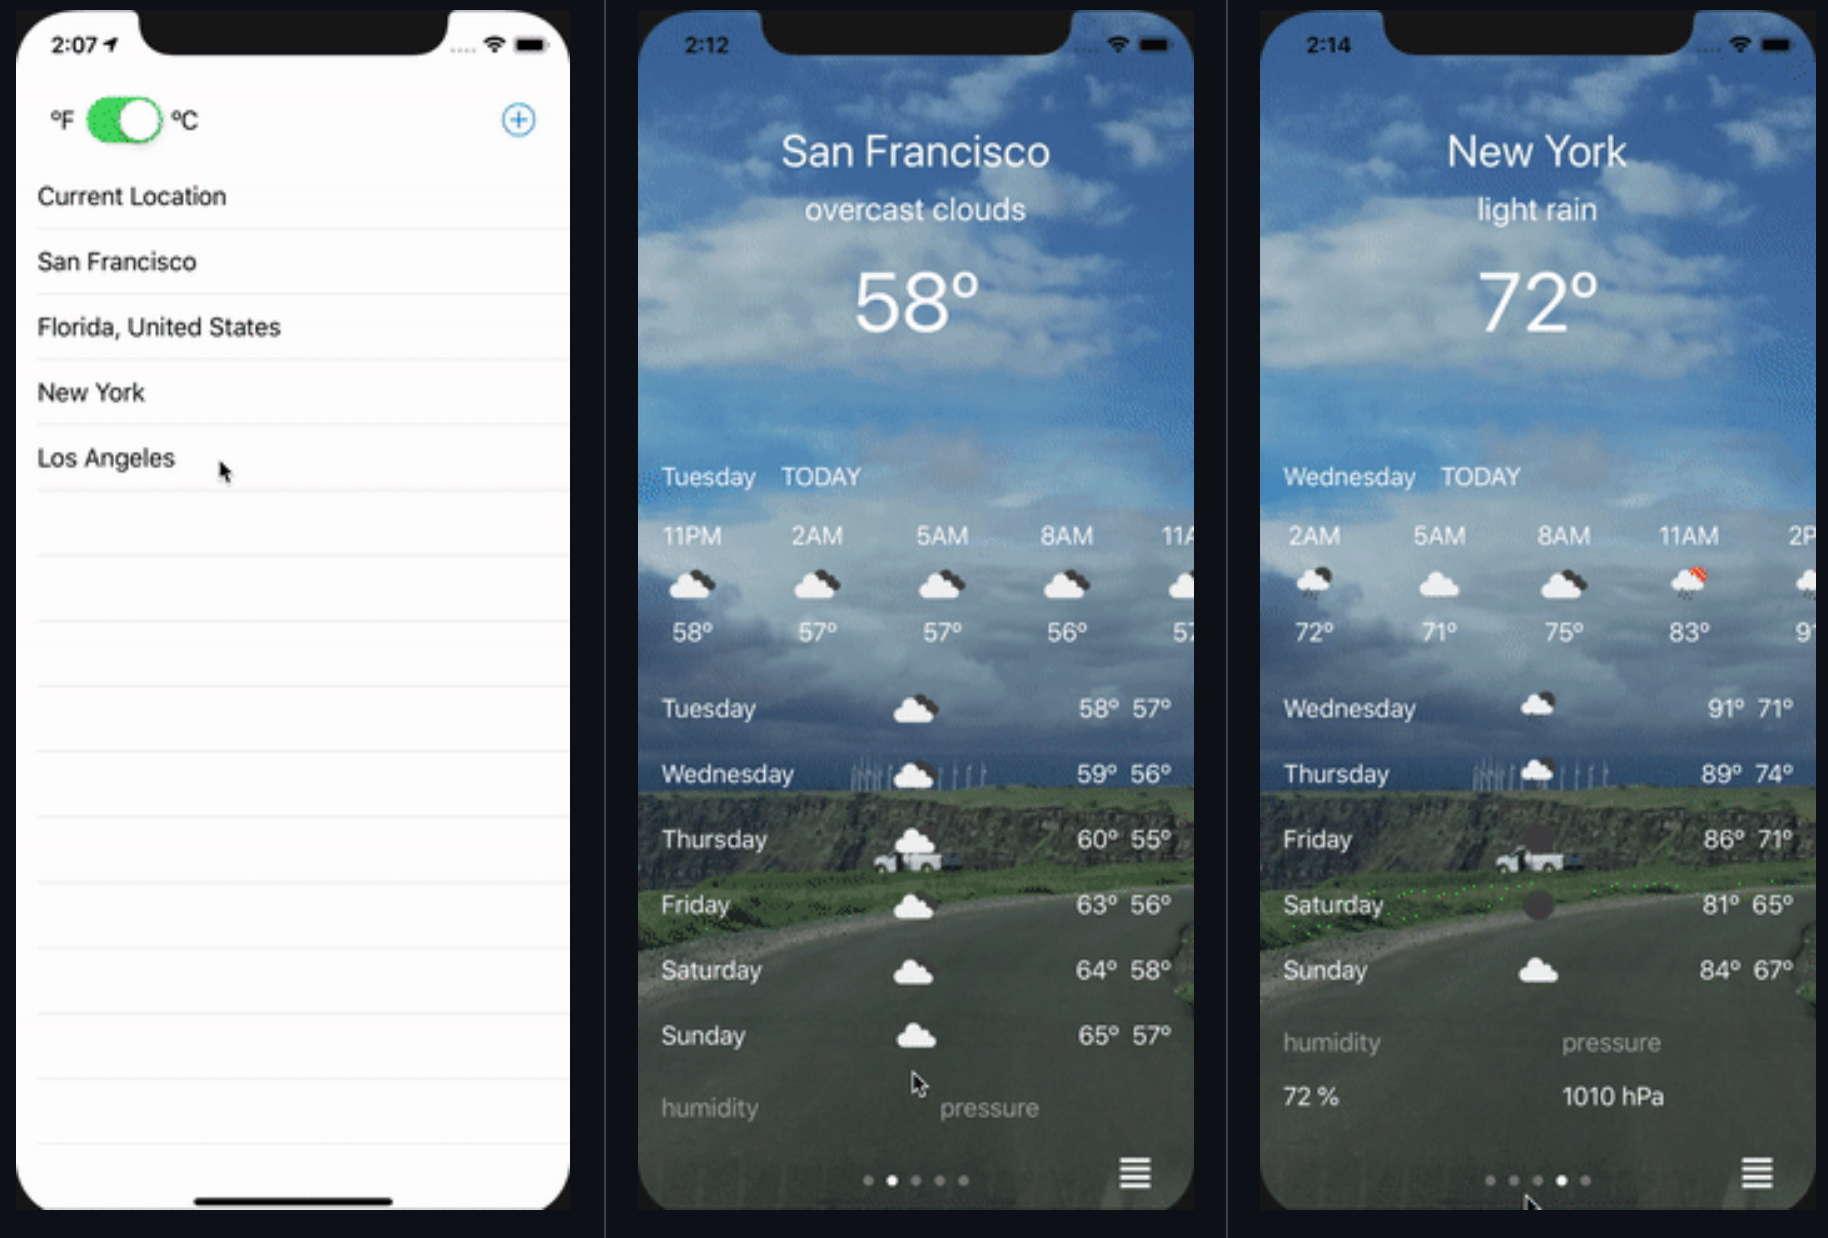 2:07
°F °C
Current Location
San Francisco
Florida, United States
New York
Los Angeles
2:12
San Francisco
overcast clouds
58°
Tuesday TODAY
11PM 2AM 5AM 8AM 11A
58° 57° 57° 56° 57
Tuesday 58° 57°
Wednesday 59° 56°
Thursday 60° 55°
Friday 63° 56°
Saturday 64° 58°
Sunday 65° 57°
humidity pressure
2:14
New York
light rain
72°
Wednesday TODAY
2AM 5AM 8AM 11AM 2P
72° 71° 75° 83° 9
Wednesday 91° 71°
Thursday 89° 74°
Friday 86° 71°
Saturday 81° 65°
Sunday 84° 67°
humidity pressure
72 % 1010 hPa